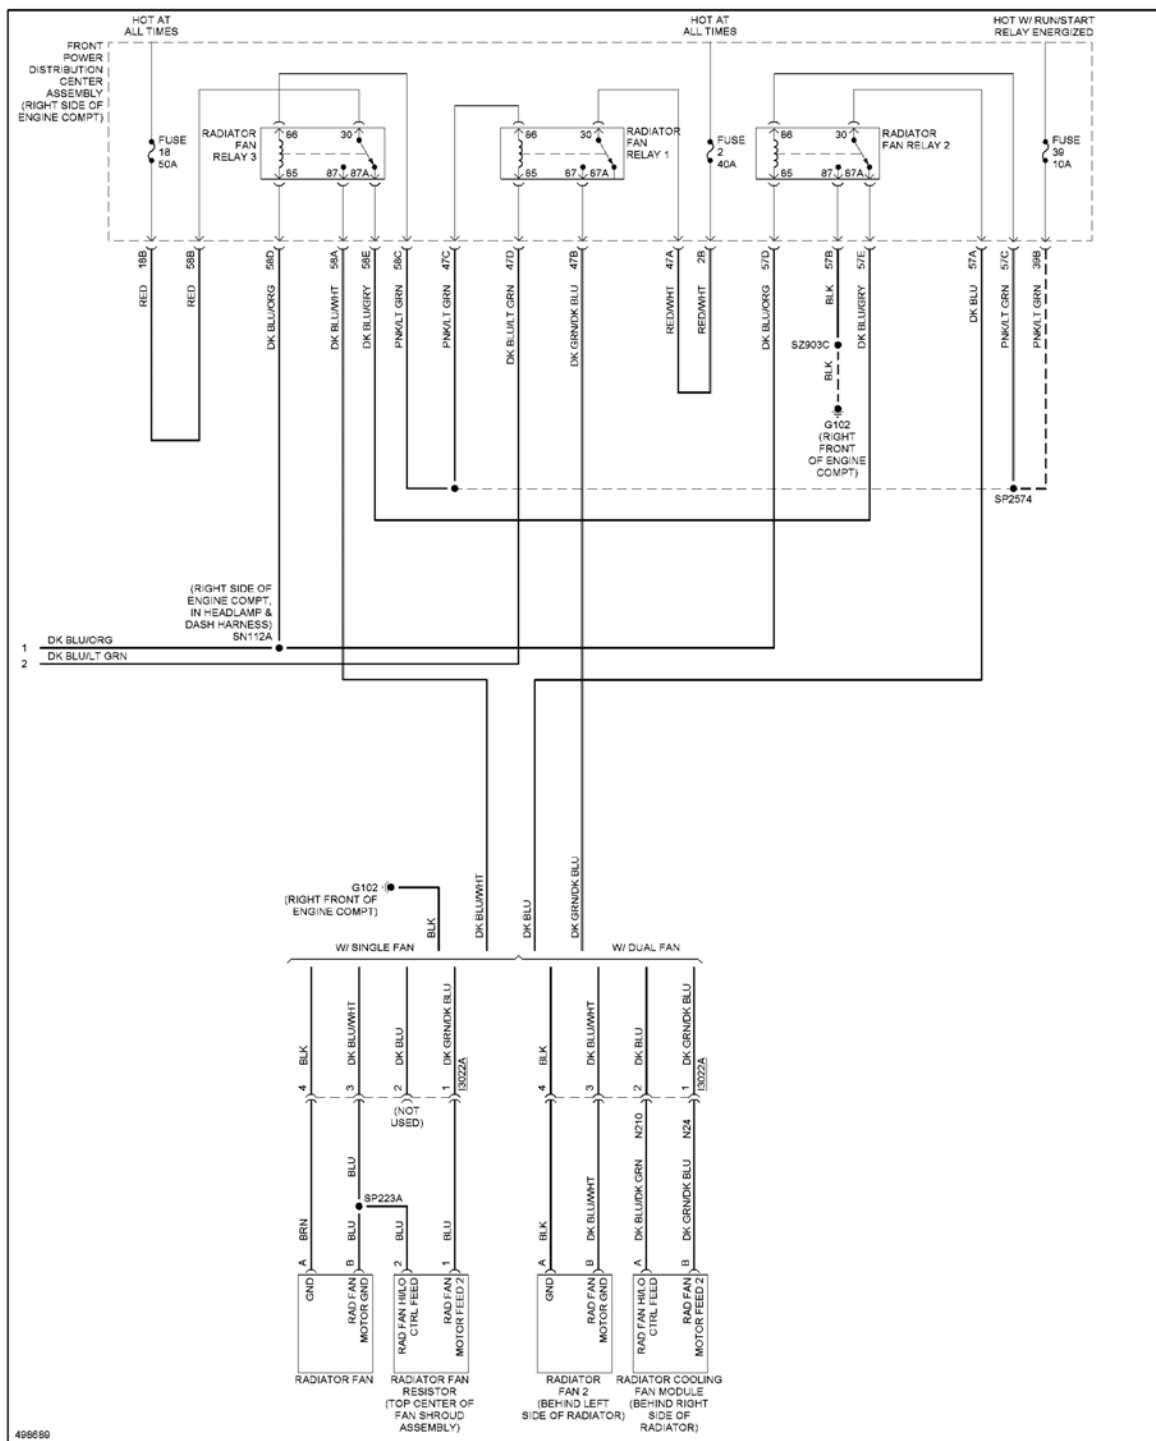 HOT AT
ALL TIMES
HOT AT
ALL TIMES
HOT W/ RUN/START
RELAY ENERGIZED
FRONT
POWER
DISTRIBUTION
CENTER
ASSEMBLY
(RIGHT SIDE OF
ENGINE COMPT)
FUSE
18
50A
RADIATOR
FAN
RELAY 3
86
30
85
87
87A
86
30
85
87
87A
RADIATOR
FAN
RELAY 1
FUSE
2
40A
86
30
85
87
87A
RADIATOR
FAN RELAY 2
FUSE
39
10A
18B
58B
58D
58A
58E
58C
47C
47D
47B
47A
2B
57D
57B
57E
57A
57C
39B
RED
RED
DK BLU/ORG
DK BLU/WHT
DK BLU/GRY
PNK/LT GRN
PNK/LT GRN
DK BLU/LT GRN
DK GRN/DK BLU
RED/WHT
RED/WHT
DK BLU/ORG
BLK
DK BLU/GRY
DK BLU
PNK/LT GRN
PNK/LT GRN
SZ903C
BLK
G102
(RIGHT
FRONT
OF ENGINE
COMPT)
SP2574
(RIGHT SIDE OF
ENGINE COMPT,
IN HEADLAMP &
DASH HARNESS)
SN112A
1 DK BLU/ORG
2 DK BLU/LT GRN
G102
(RIGHT FRONT OF
ENGINE COMPT)
BLK
DK BLU/WHT
DK BLU
DK GRN/DK BLU
W/ SINGLE FAN
W/ DUAL FAN
BLK
DK BLU/WHT
DK BLU
DK GRN/DK BLU
BLK
DK BLU/WHT
DK BLU
DK GRN/DK BLU
4
3
2
1
I3022A
4
3
2
1
I3022A
(NOT
USED)
N210
N24
BLU
SP223A
BRN
BLU
BLU
BLU
BLK
DK BLU/WHT
DK BLU/DK GRN
DK GRN/DK BLU
A
B
2
1
A
B
A
B
GND
RAD FAN
MOTOR GND
RAD FAN HI/LO
CTRL FEED
RAD FAN
MOTOR FEED 2
GND
RAD FAN
MOTOR GND
RAD FAN HI/LO
CTRL FEED
RAD FAN
MOTOR FEED 2
RADIATOR FAN
RADIATOR FAN
RESISTOR
(TOP CENTER OF
FAN SHROUD
ASSEMBLY)
RADIATOR
FAN 2
(BEHIND LEFT
SIDE OF RADIATOR)
RADIATOR COOLING
FAN MODULE
(BEHIND RIGHT
SIDE OF
RADIATOR)
498689